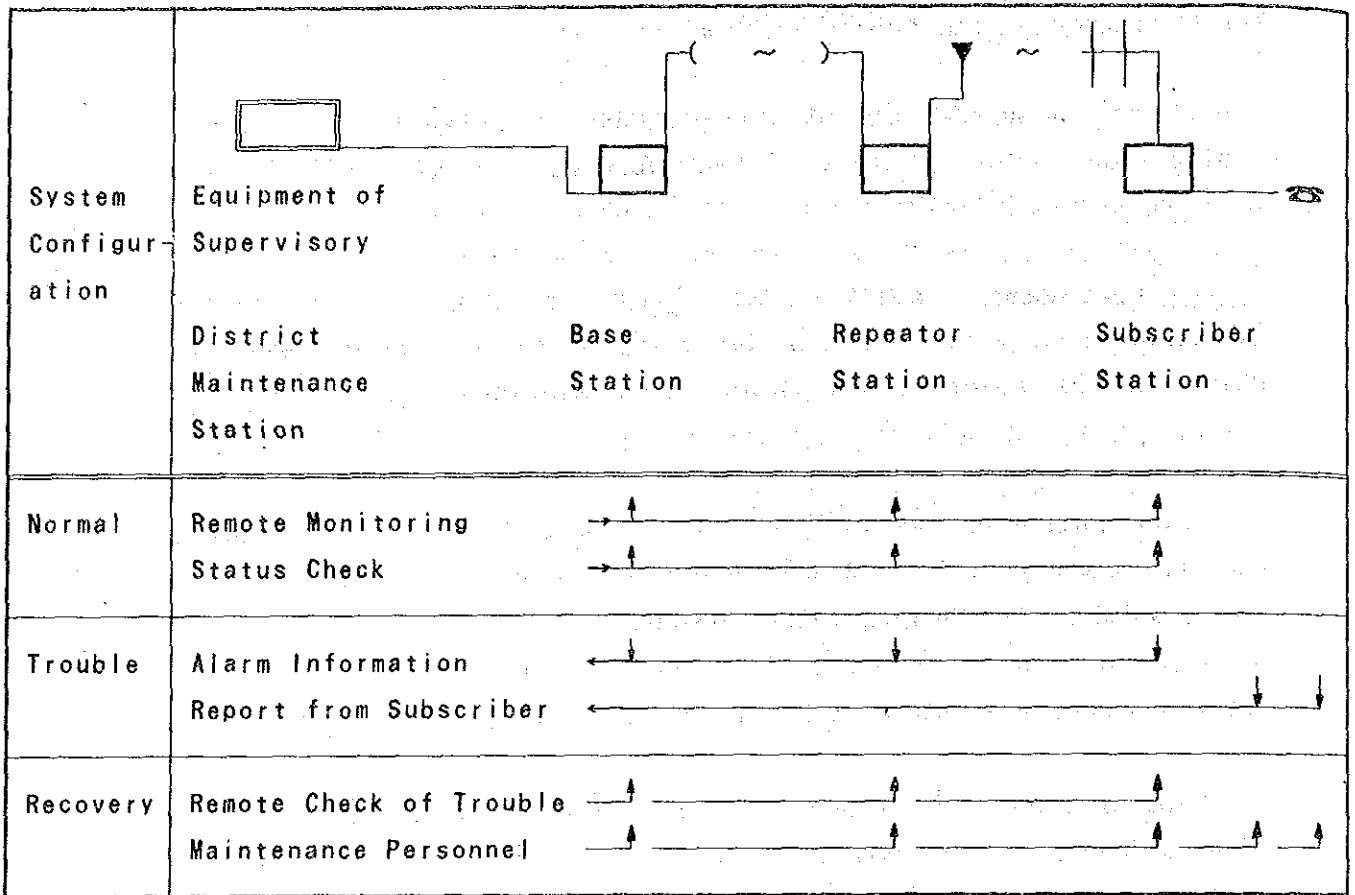 System Configur-
ation
Equipment of
Supervisory
District
Maintenance
Station
Base
Station
Repeator
Station
Subscriber
Station
Normal
Remote Monitoring
Status Check
Trouble
Alarm Information
Report from Subscriber
Recovery
Remote Check of Trouble
Maintenance Personnel